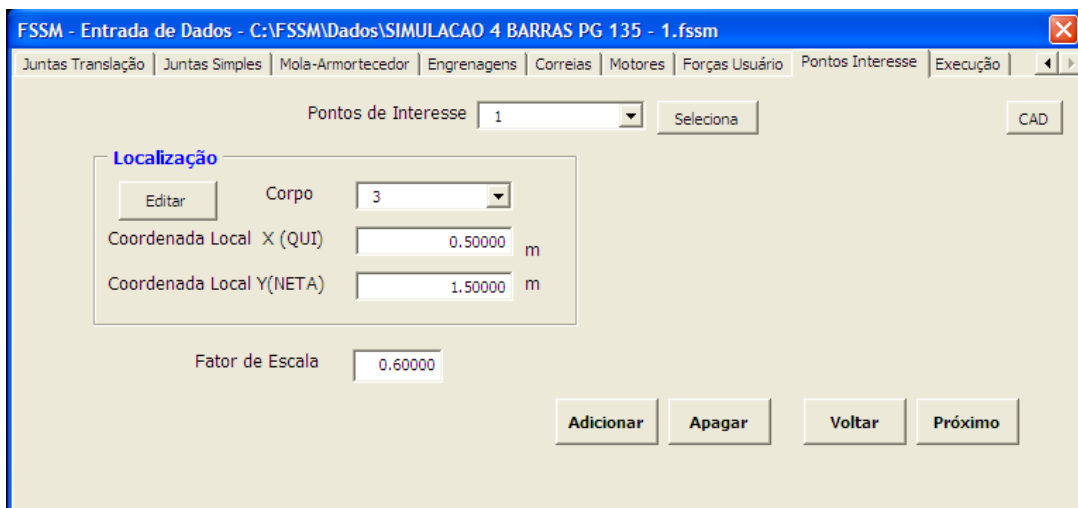 FSSM - Entrada de Dados - C:\FSSM\Dados\SIMULACAO 4 BARRAS PG 135 - 1.fssm
Juntas Translação Juntas Simples Mola-Armortecedor Engrenagens Correias Motores Forças Usuário Pontos Interesse Execução
Pontos de Interesse 1 Seleciona CAD
Localização
Editar Corpo 3
Coordenada Local X (QUI) 0.50000 m
Coordenada Local Y(NETA) 1.50000 m
Fator de Escala 0.60000
Adicionar Apagar Voltar Próximo